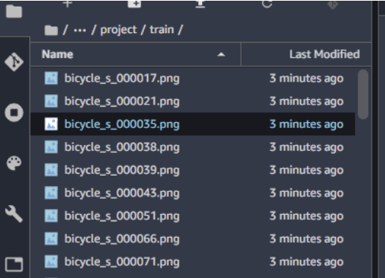 / ··· / project / train /
Name Last Modified
bicycle_s_000017.png 3 minutes ago
bicycle_s_000021.png 3 minutes ago
bicycle_s_000035.png 3 minutes ago
bicycle_s_000038.png 3 minutes ago
bicycle_s_000039.png 3 minutes ago
bicycle_s_000043.png 3 minutes ago
bicycle_s_000051.png 3 minutes ago
bicycle_s_000066.png 3 minutes ago
bicycle_s_000071.png 3 minutes ago